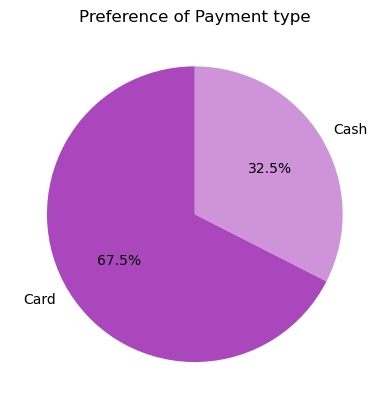 Preference of Payment type
Cash
32.5%
67.5%
Card